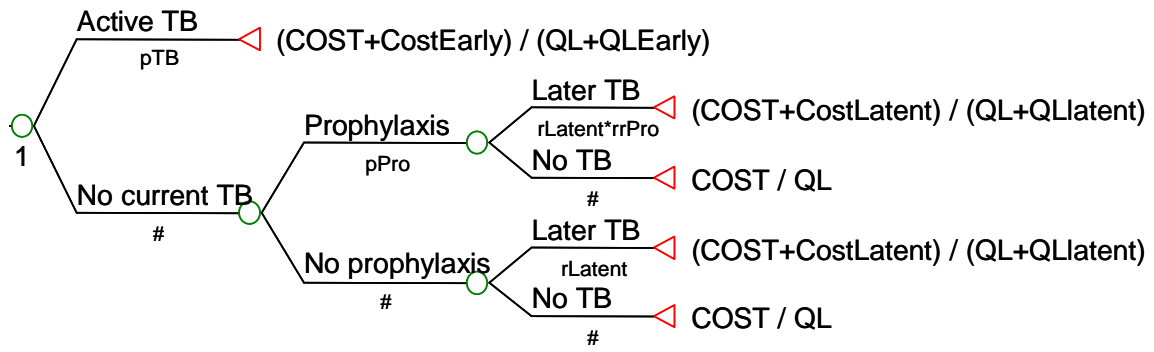 Active TB
pTB
(COST+CostEarly) / (QL+QLEarly)
1
No current TB
#
Prophylaxis
pPro
Later TB
rLatent*rrPro
(COST+CostLatent) / (QL+QLlatent)
No TB
#
COST / QL
No prophylaxis
#
Later TB
rLatent
(COST+CostLatent) / (QL+QLlatent)
No TB
#
COST / QL